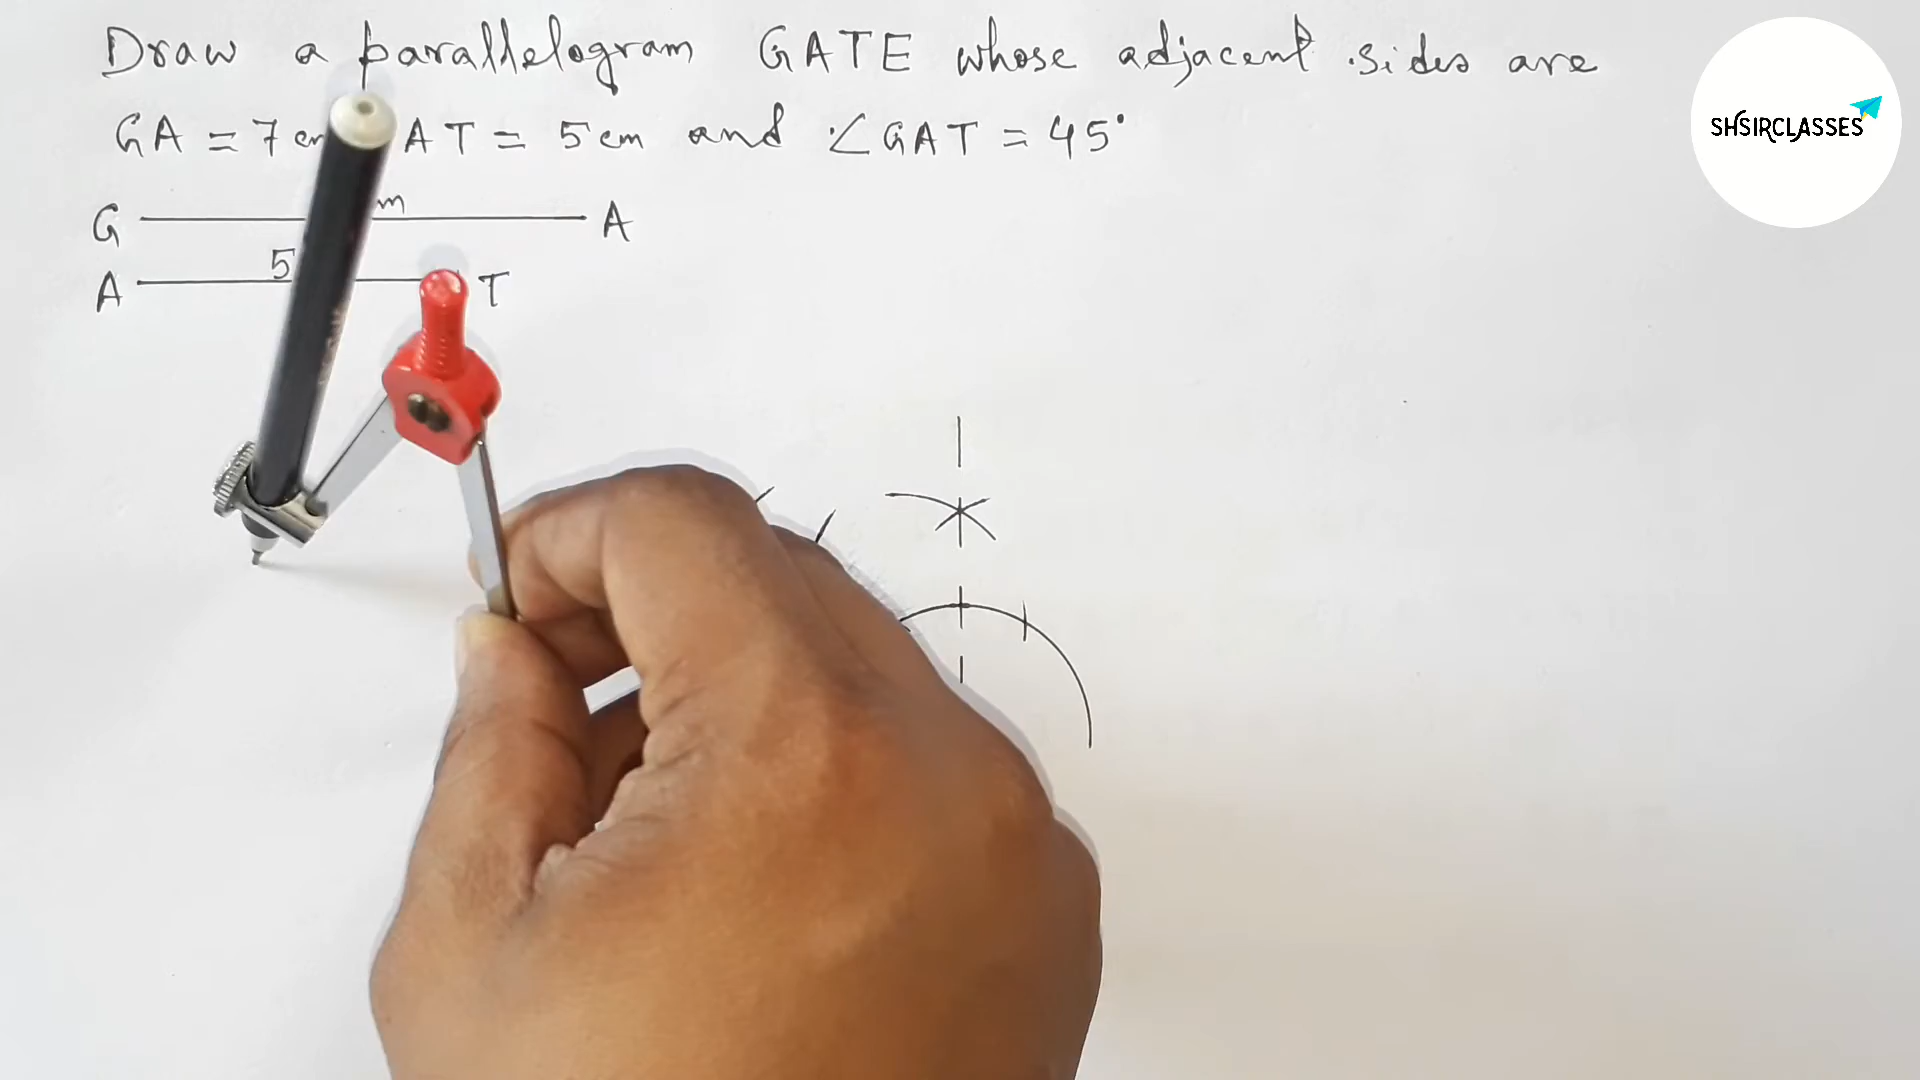 Draw a parallelogram GATE whose adjacent sides are
GA = 7 AT = 5 cm and ∠GAT = 45°
G A
5
A T
SHSIRCLASSES